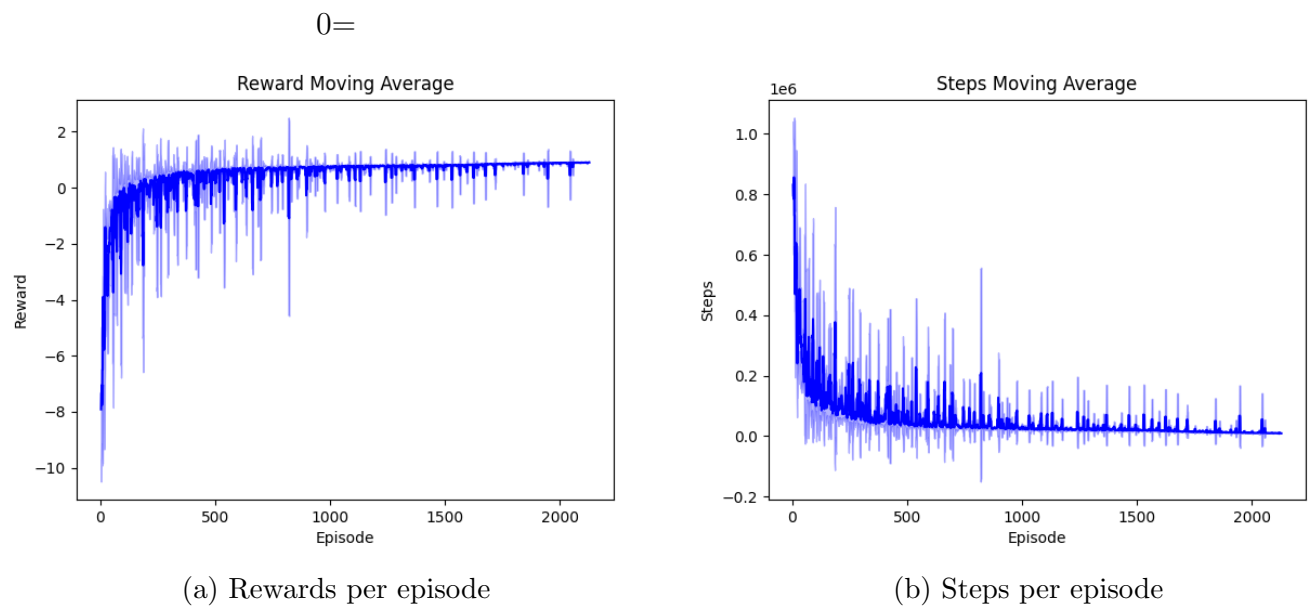 0=
Reward Moving Average
2
0
−2
−4
−6
−8
−10
Reward
0 500 1000 1500 2000
Episode
(a) Rewards per episode
Steps Moving Average
1e6
1.0
0.8
0.6
0.4
0.2
0.0
−0.2
Steps
0 500 1000 1500 2000
Episode
(b) Steps per episode